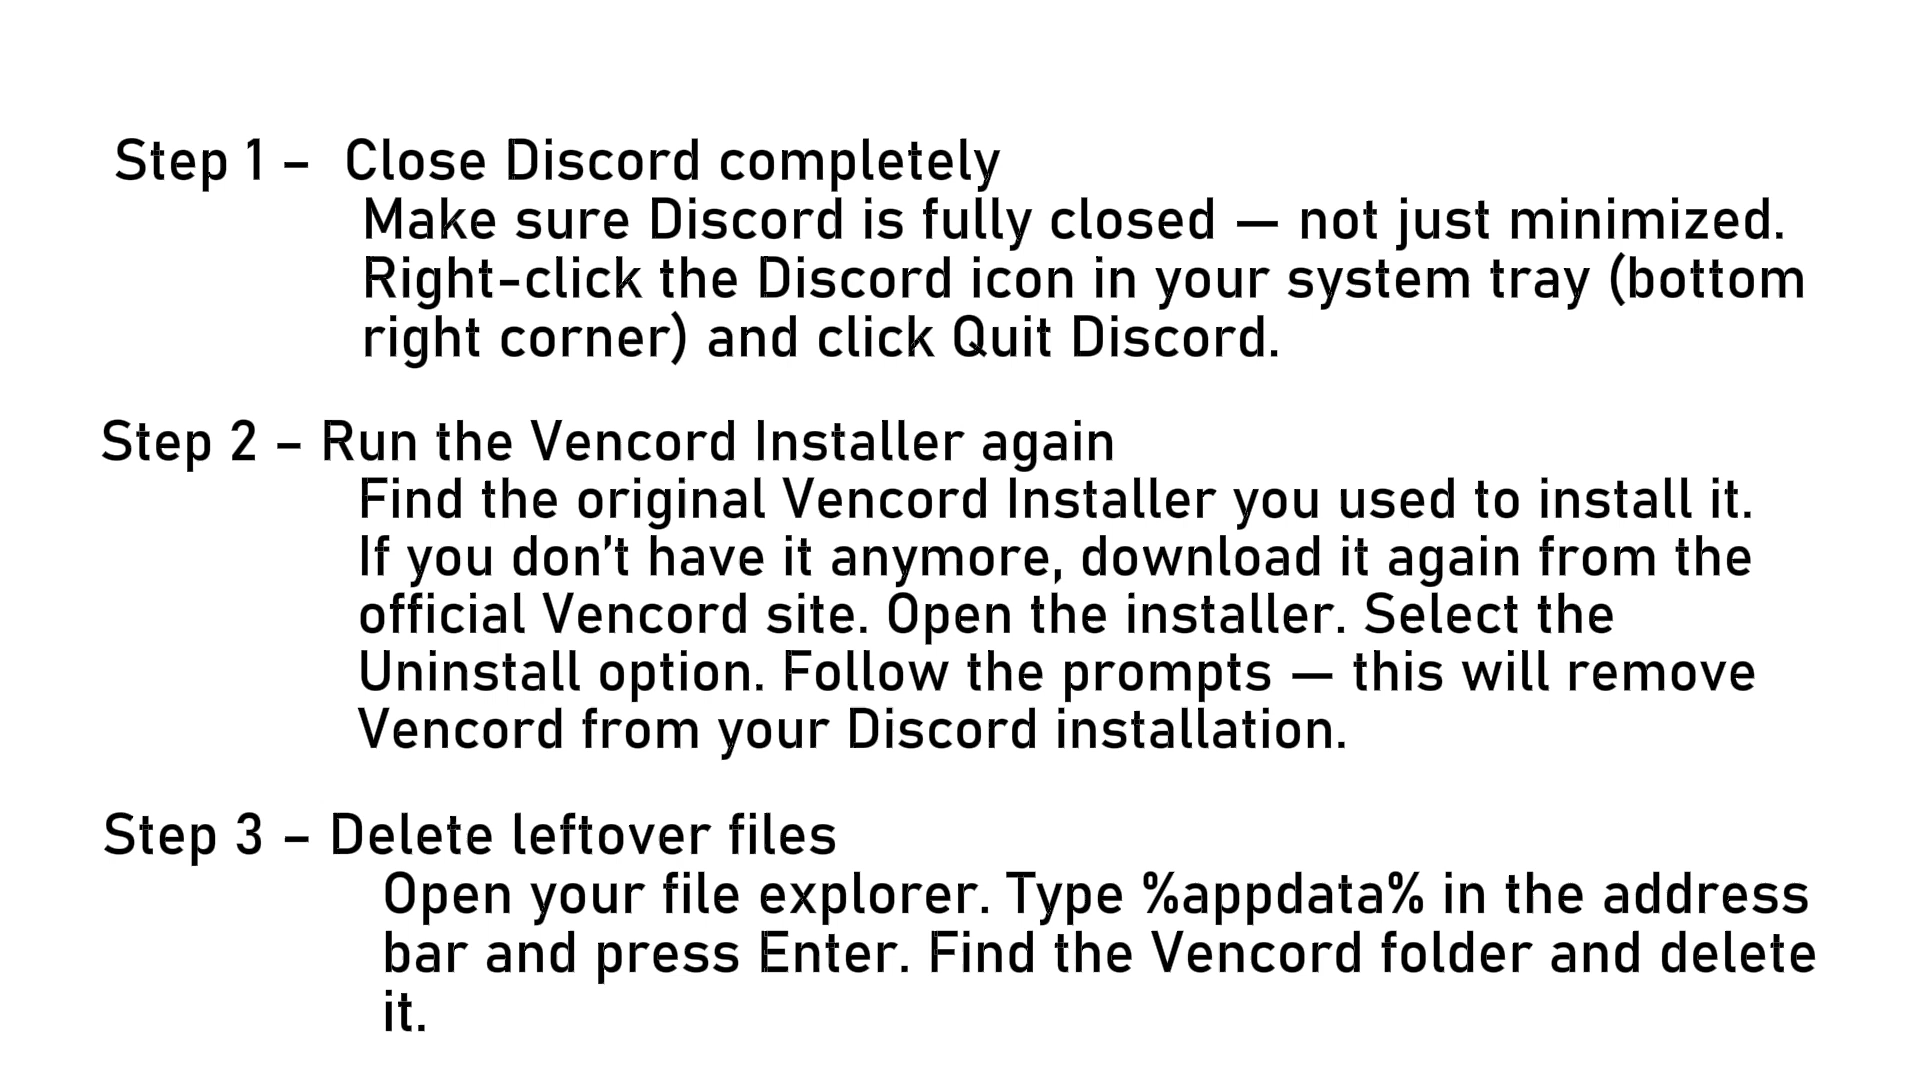 Step 1 – Close Discord completely
Make sure Discord is fully closed — not just minimized.
Right-click the Discord icon in your system tray (bottom
right corner) and click Quit Discord.
Step 2 – Run the Vencord Installer again
Find the original Vencord Installer you used to install it.
If you don’t have it anymore, download it again from the
official Vencord site. Open the installer. Select the
Uninstall option. Follow the prompts — this will remove
Vencord from your Discord installation.
Step 3 – Delete leftover files
Open your file explorer. Type %appdata% in the address
bar and press Enter. Find the Vencord folder and delete
it.